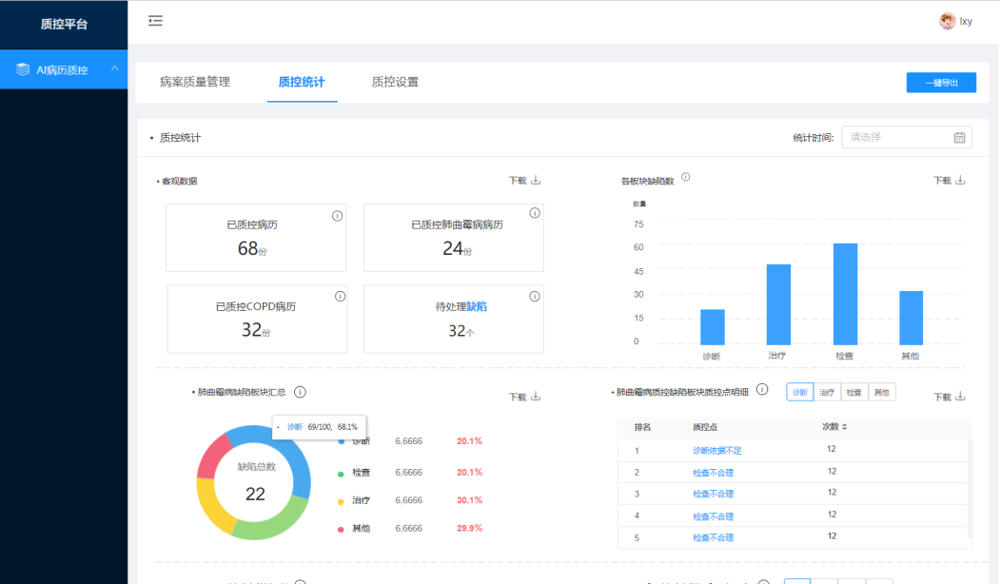 质控平台
lxy
AI病历质控
病案质量管理 质控统计 质控设置 一键导出
• 质控统计 统计时间: 请选择
• 客观数据 下载
各板块缺陷数 下载
已质控病历
68份
已质控肺曲霉病病历
24份
已质控COPD病历
32份
待处理缺陷
32个
数量
75
60
45
30
15
0
诊断 治疗 检查 其他
• 肺曲霉病缺陷板块汇总 下载
• 诊断 69/100, 68.1%
缺陷总数
22
诊断 6,6666 20.1%
检查 6,6666 20.1%
治疗 6,6666 30.1%
其他 6,6666 29.9%
• 肺曲霉病质控缺陷板块质控点明细 诊断 治疗 检查 其他 下载
排名 质控点 次数
1 诊断依据不足 12
2 检查不合理 12
3 检查不合理 12
4 检查不合理 12
5 检查不合理 12